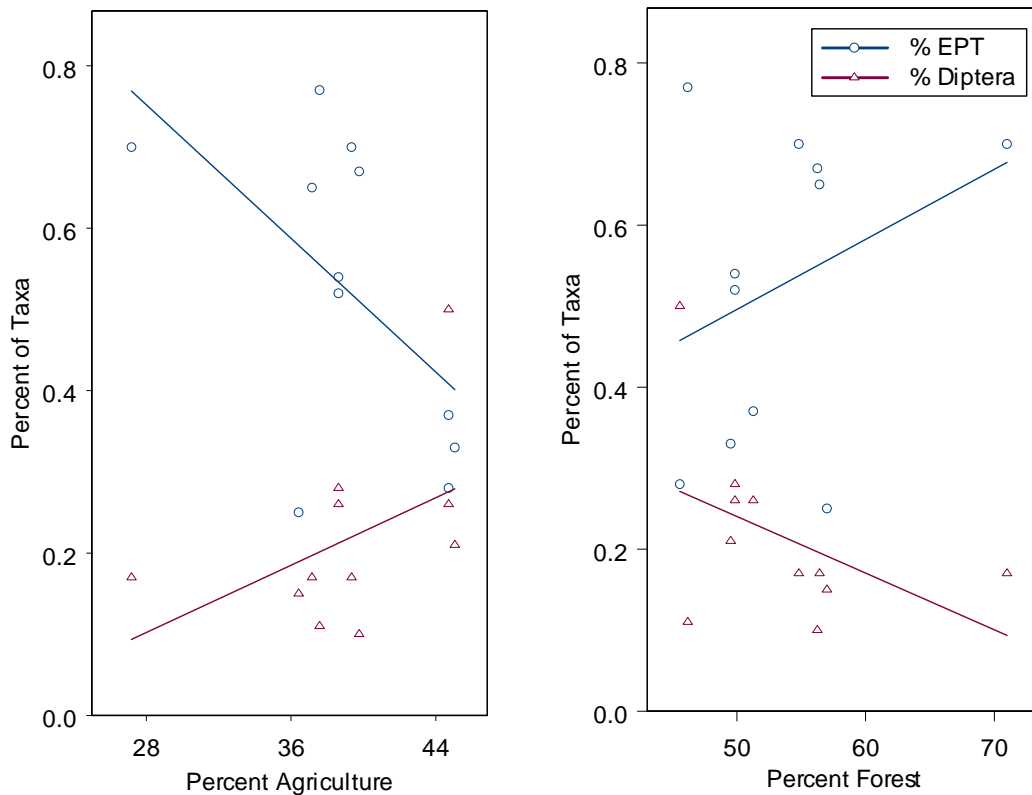 Percent of Taxa
0.8
0.6
0.4
0.2
0.0
28 36 44
Percent Agriculture
Percent of Taxa
0.8
0.6
0.4
0.2
0.0
50 60 70
Percent Forest
% EPT
% Diptera